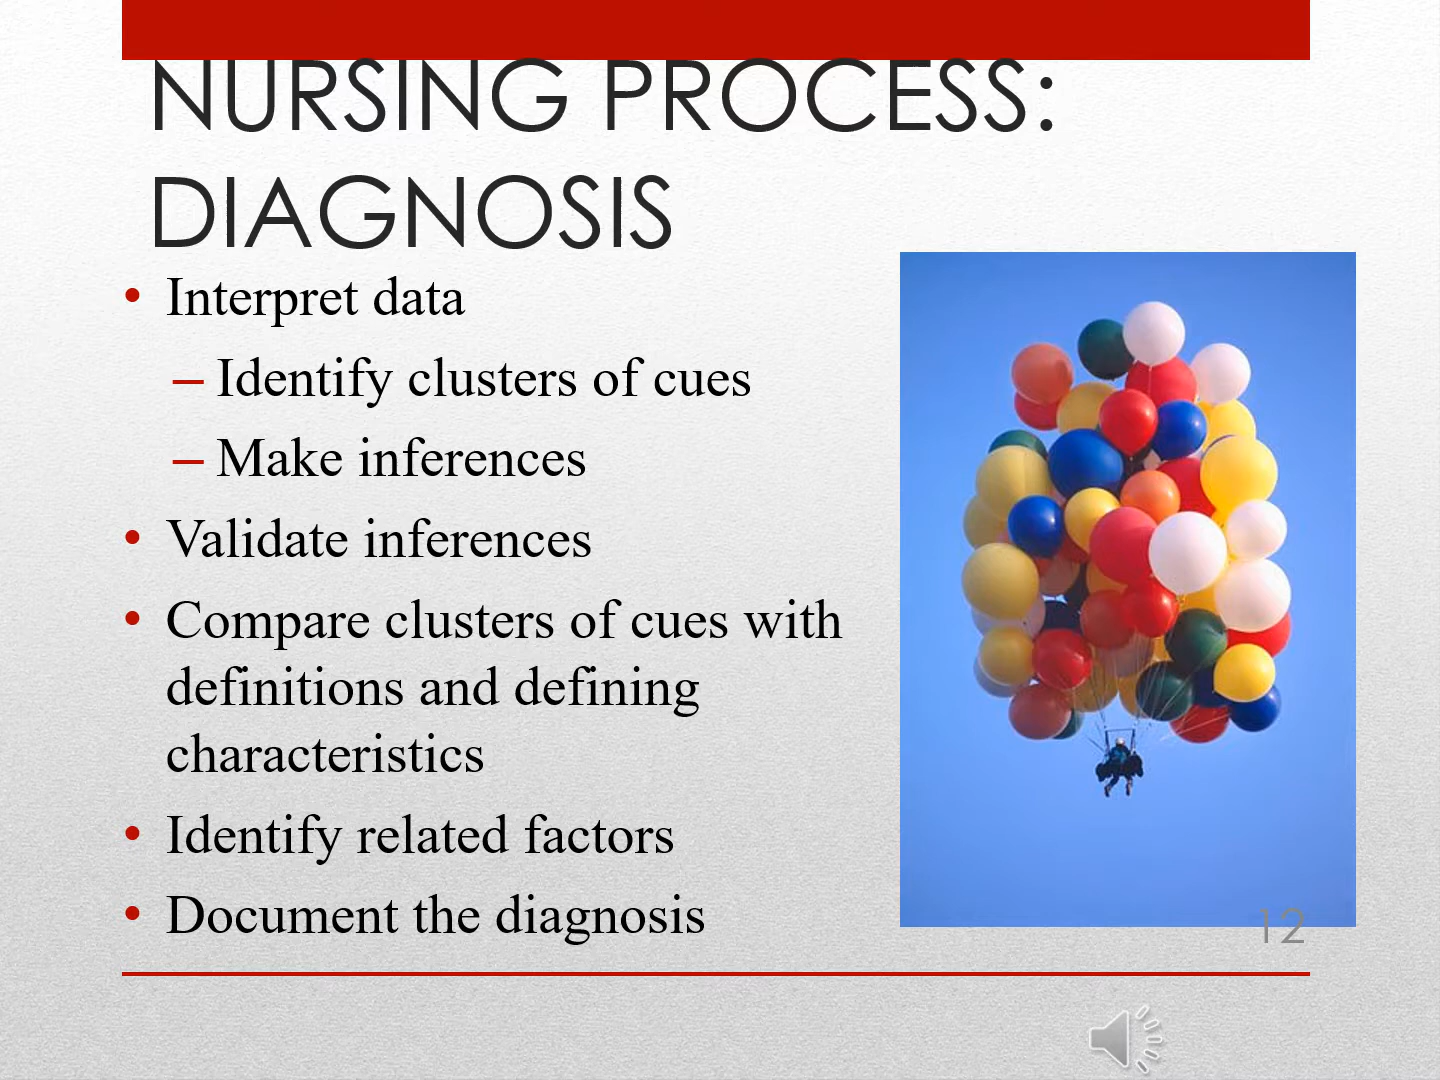 NURSING PROCESS:
DIAGNOSIS
• Interpret data
– Identify clusters of cues
– Make inferences
• Validate inferences
• Compare clusters of cues with
definitions and defining
characteristics
• Identify related factors
• Document the diagnosis
12